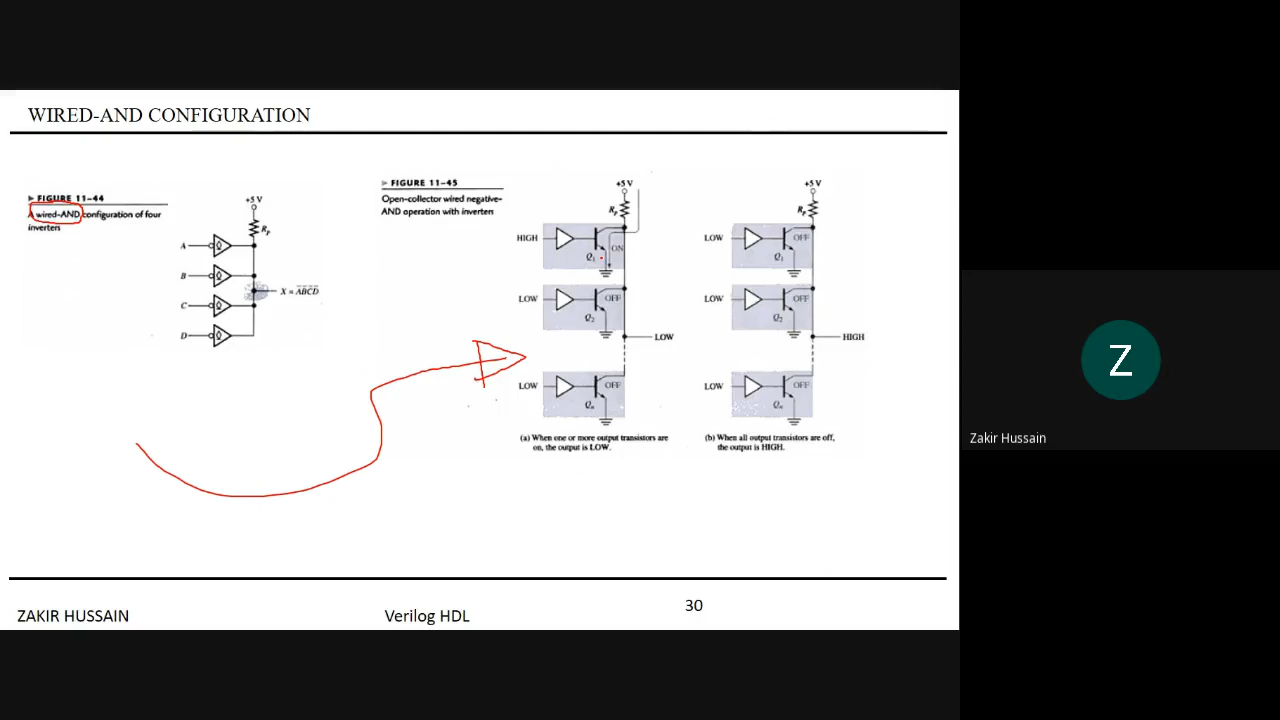 WIRED-AND CONFIGURATION
FIGURE 11-44
A wired-AND configuration of four
inverters
+5 V
Rp
A
B
C
D
X = A̅B̅C̅D̅
FIGURE 11-45
Open-collector wired negative-
AND operation with inverters
+5 V
Rp
HIGH
ON
Q1
LOW
OFF
Q2
LOW
LOW
OFF
Qn
(a) When one or more output transistors are
on, the output is LOW.
+5 V
Rp
LOW
OFF
Q1
LOW
OFF
Q2
HIGH
LOW
OFF
Qn
(b) When all output transistors are off,
the output is HIGH.
ZAKIR HUSSAIN
Verilog HDL
30
Z
Zakir Hussain